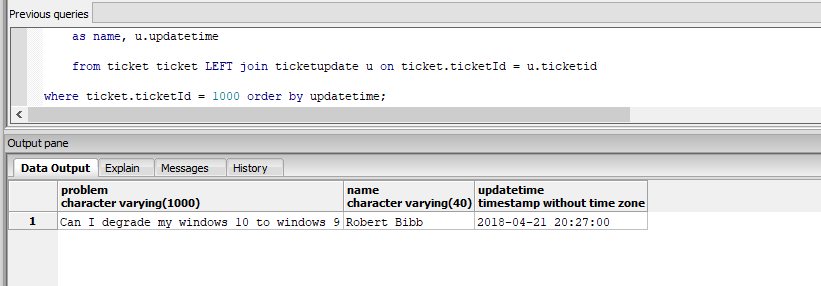 Previous queries
as name, u.updatetime
from ticket ticket LEFT join ticketupdate u on ticket.ticketId = u.ticketid
where ticket.ticketId = 1000 order by updatetime;
Output pane
Data Output Explain Messages History
problem name updatetime
character varying(1000) character varying(40) timestamp without time zone
1 Can I degrade my windows 10 to windows 9 Robert Bibb 2018-04-21 20:27:00